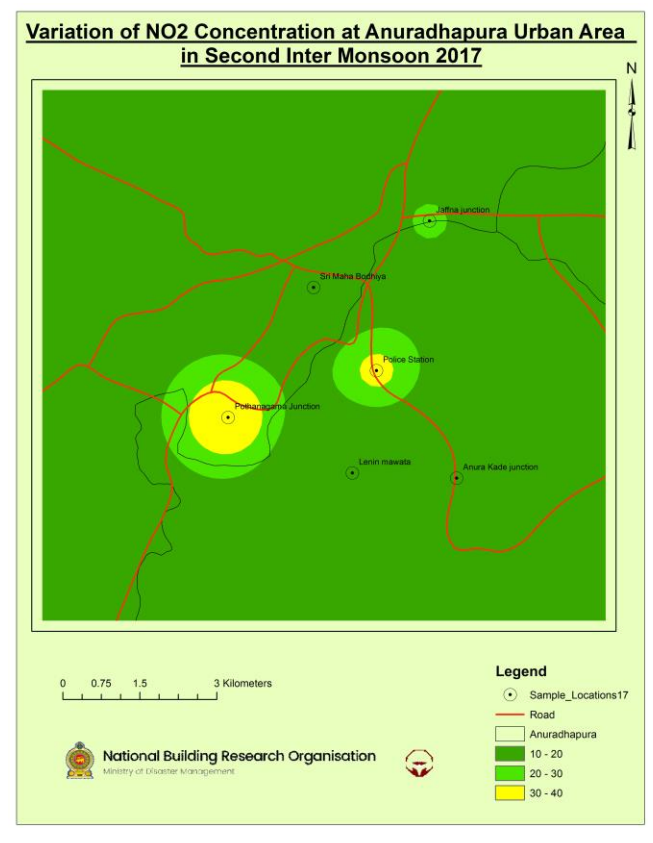 Variation of NO2 Concentration at Anuradhapura Urban Area
in Second Inter Monsoon 2017
N
Jaffna junction
Sri Maha Bodhiya
Police Station
Pothanagama Junction
Lenin mawata
Anura Kade junction
0 0.75 1.5 3 Kilometers
Legend
Sample_Locations17
Road
Anuradhapura
10 - 20
20 - 30
30 - 40
National Building Research Organisation
Ministry of Disaster Management